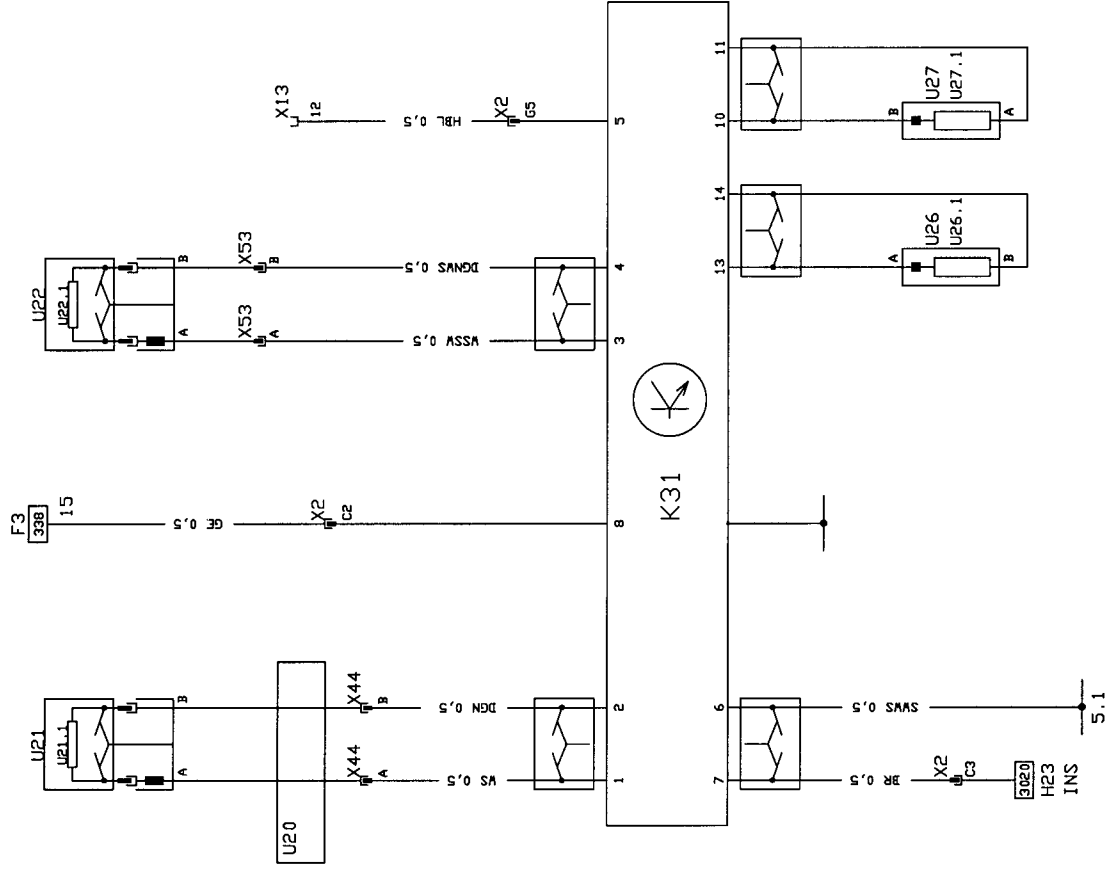 F3
338
15
GE 0,5
X2
C2
8
X13
12
HBL 0,5
X2
G5
5
U22
U22.1
A
B
X53
A
X53
B
WSSW 0,5
DGNWS 0,5
3
4
U21
U21.1
A
B
U20
X44
A
X44
B
WS 0,5
DGN 0,5
1
2
K31
7
6
BR 0,5
SWWS 0,5
X2
C3
3020
H23
INS
5.1
13
14
A
U26
U26.1
B
10
11
B
U27
U27.1
A